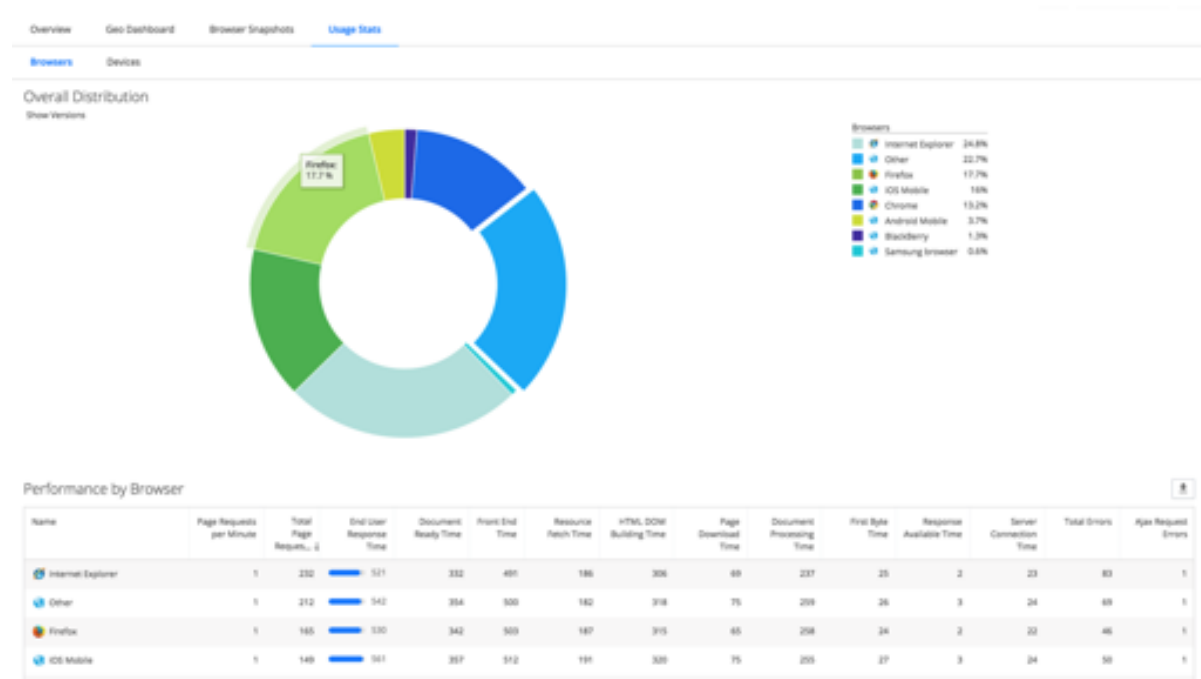 Overview Geo Dashboard Browser Snapshots Usage Stats
Browsers Devices
Overall Distribution
Show Versions
Firefox:
17.7 %
Browsers
Internet Explorer 24.8%
Other 22.7%
Firefox 17.7%
iOS Mobile 16%
Chrome 13.2%
Android Mobile 3.7%
BlackBerry 1.3%
Samsung browser 0.6%
Performance by Browser
Name Page Requests per Minute Total Page Reques... ↓ End User Response Time Document Ready Time Front End Time Resource Fetch Time HTML DOM Building Time Page Download Time Document Processing Time First Byte Time Response Available Time Server Connection Time Total Errors Ajax Request Errors
Internet Explorer 1 232 521 332 491 186 306 69 237 25 2 23 83 1
Other 1 212 542 354 500 182 318 75 259 26 3 24 69 1
Firefox 1 165 530 342 503 187 315 65 258 24 2 22 46 1
iOS Mobile 1 149 561 357 512 191 320 75 255 27 3 24 50 1